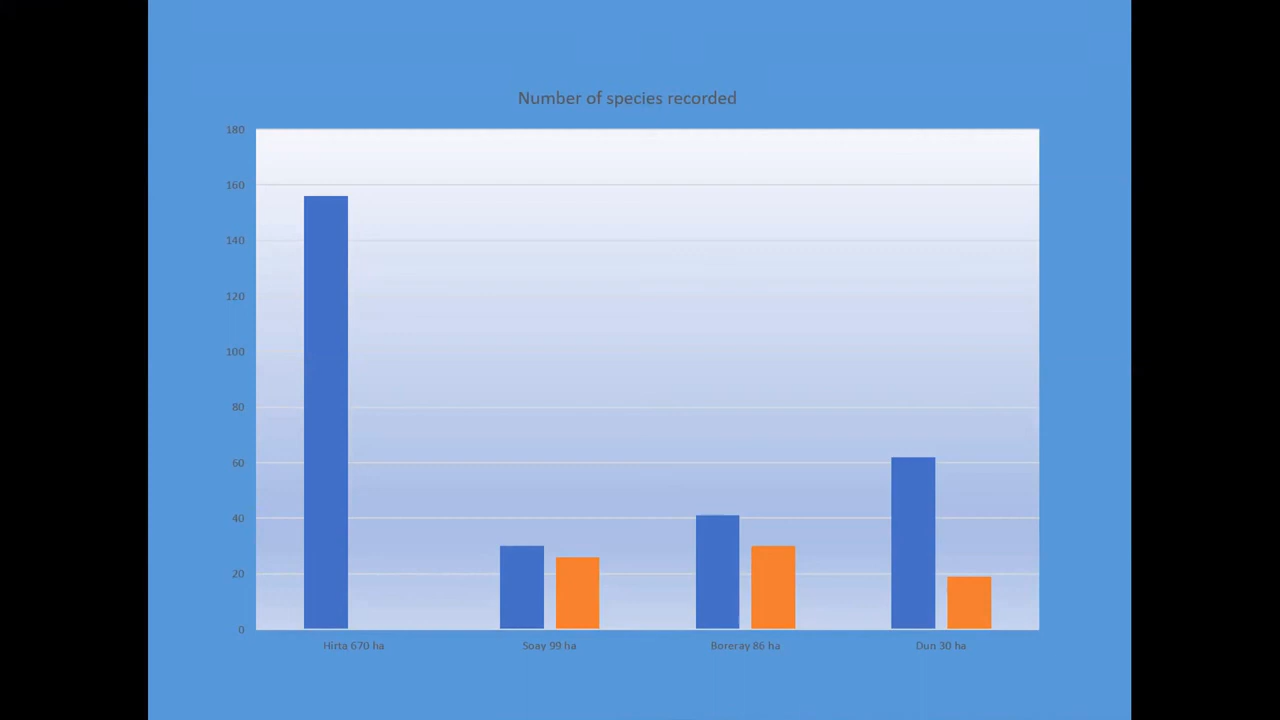 Number of species recorded
180
160
140
120
100
80
60
40
20
0
Hirta 670 ha
Soay 99 ha
Boreray 86 ha
Dun 30 ha